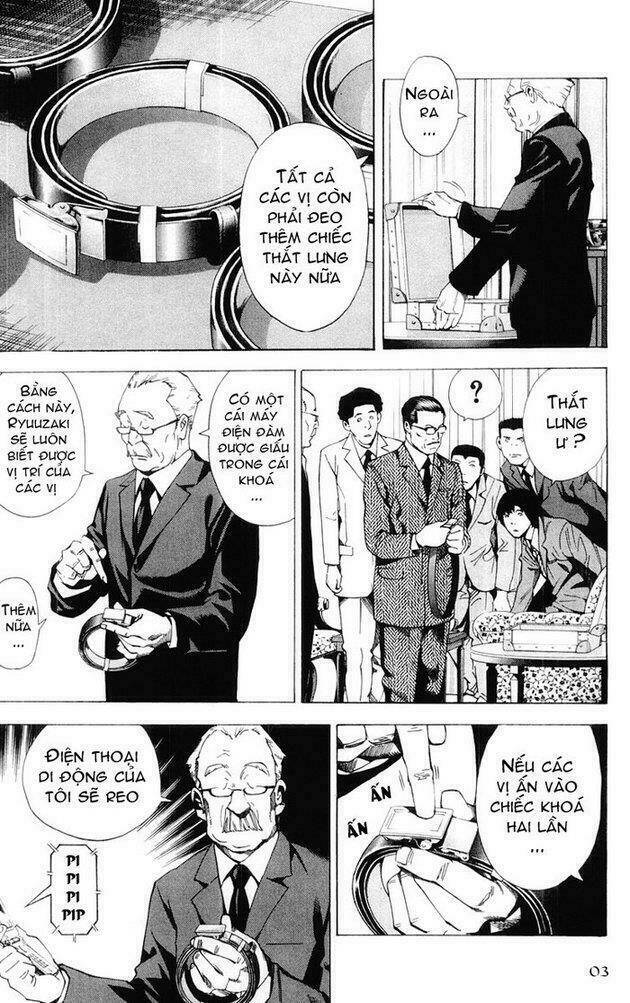 NGOÀI
RA
...
TẤT CẢ
CÁC VỊ CÒN
PHẢI ĐEO
THÊM CHIẾC
THẮT LƯNG
NÀY NỮA
THẮT
LƯNG
Ư ?
?
CÓ MỘT
CÁI MÁY
ĐIỆN ĐÀM
ĐƯỢC GIẤU
TRONG CÁI
KHOÁ
...
BẰNG
CÁCH NÀY,
RYUUZAKI
SẼ LUÔN
BIẾT ĐƯỢC
VỊ TRÍ CỦA
CÁC VỊ
THÊM
NỮA
...
NẾU CÁC
VỊ ẤN VÀO
CHIẾC KHOÁ
HAI LẦN
...
ẤN
ẤN
ĐIỆN THOẠI
DI ĐỘNG CỦA
TÔI SẼ REO
PI
PI
PI
PIP
03